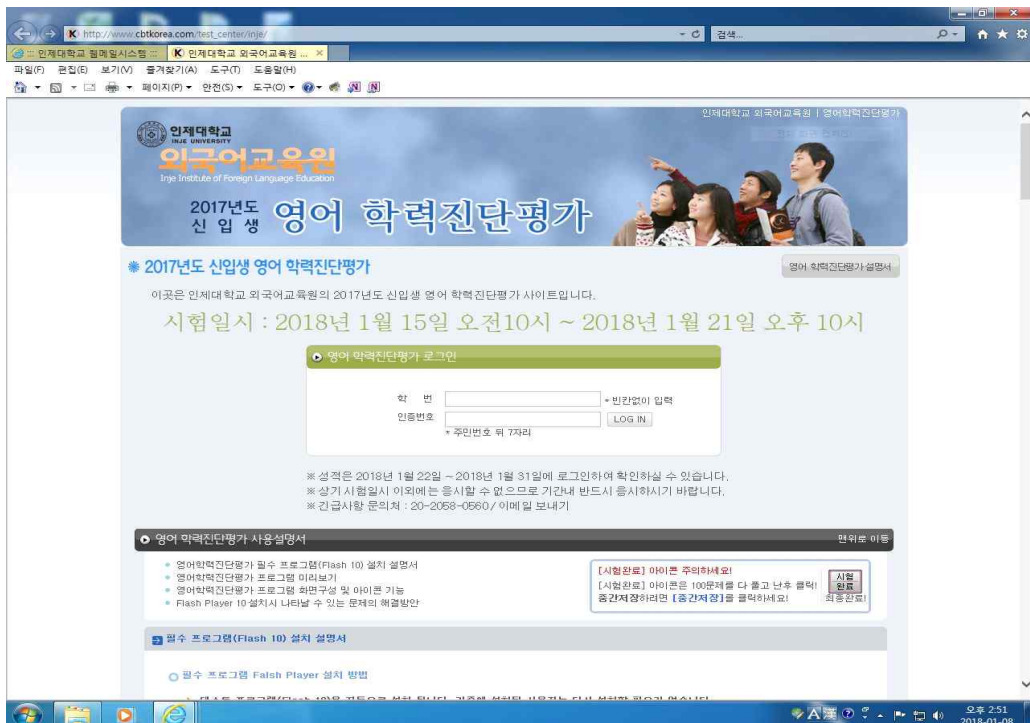 http://www.cbtkorea.com/test_center/inje/
검색...
인제대학교 웹메일시스템 ...
인제대학교 외국어교육원 ...
파일(F) 편집(E) 보기(V) 즐겨찾기(A) 도구(T) 도움말(H)
페이지(P) 안전(S) 도구(O)
인제대학교 외국어교육원 | 영어학력진단평가
인제대학교
INJE UNIVERSITY
외국어교육원
Inje Institute of Foreign Language Education
2017년도
신 입 생
영어 학력진단평가
2017년도 신입생 영어 학력진단평가
영어 학력진단평가 설명서
이곳은 인제대학교 외국어교육원의 2017년도 신입생 영어 학력진단평가 사이트입니다.
시험일시 : 2018년 1월 15일 오전10시 ~ 2018년 1월 21일 오후 10시
영어 학력진단평가 로그인
학 번
* 빈칸없이 입력
인증번호
LOG IN
* 주민번호 뒤 7자리
※ 성적은 2018년 1월 22일 ~ 2018년 1월 31일에 로그인하여 확인하실 수 있습니다.
※ 상기 시험일시 이외에는 응시할 수 없으므로 기간내 반드시 응시하시기 바랍니다.
※ 긴급사항 문의처 : 20-2058-0560 / 이메일 보내기
영어 학력진단평가 사용설명서
맨위로 이동
영어학력진단평가 필수 프로그램(Flash 10) 설치 설명서
영어학력진단평가 프로그램 미리보기
영어학력진단평가 프로그램 화면구성 및 아이콘 기능
Flash Player 10 설치시 나타날 수 있는 문제의 해결방안
[시험완료] 아이콘 주의하세요!
[시험완료] 아이콘은 100문제를 다 풀고 난후 클릭!
중간저장하려면 [중간저장]를 클릭하세요!
시험
완료
최종완료!
필수 프로그램(Flash 10) 설치 설명서
필수 프로그램 Falsh Player 설치 방법
오후 2:51
2018-01-08